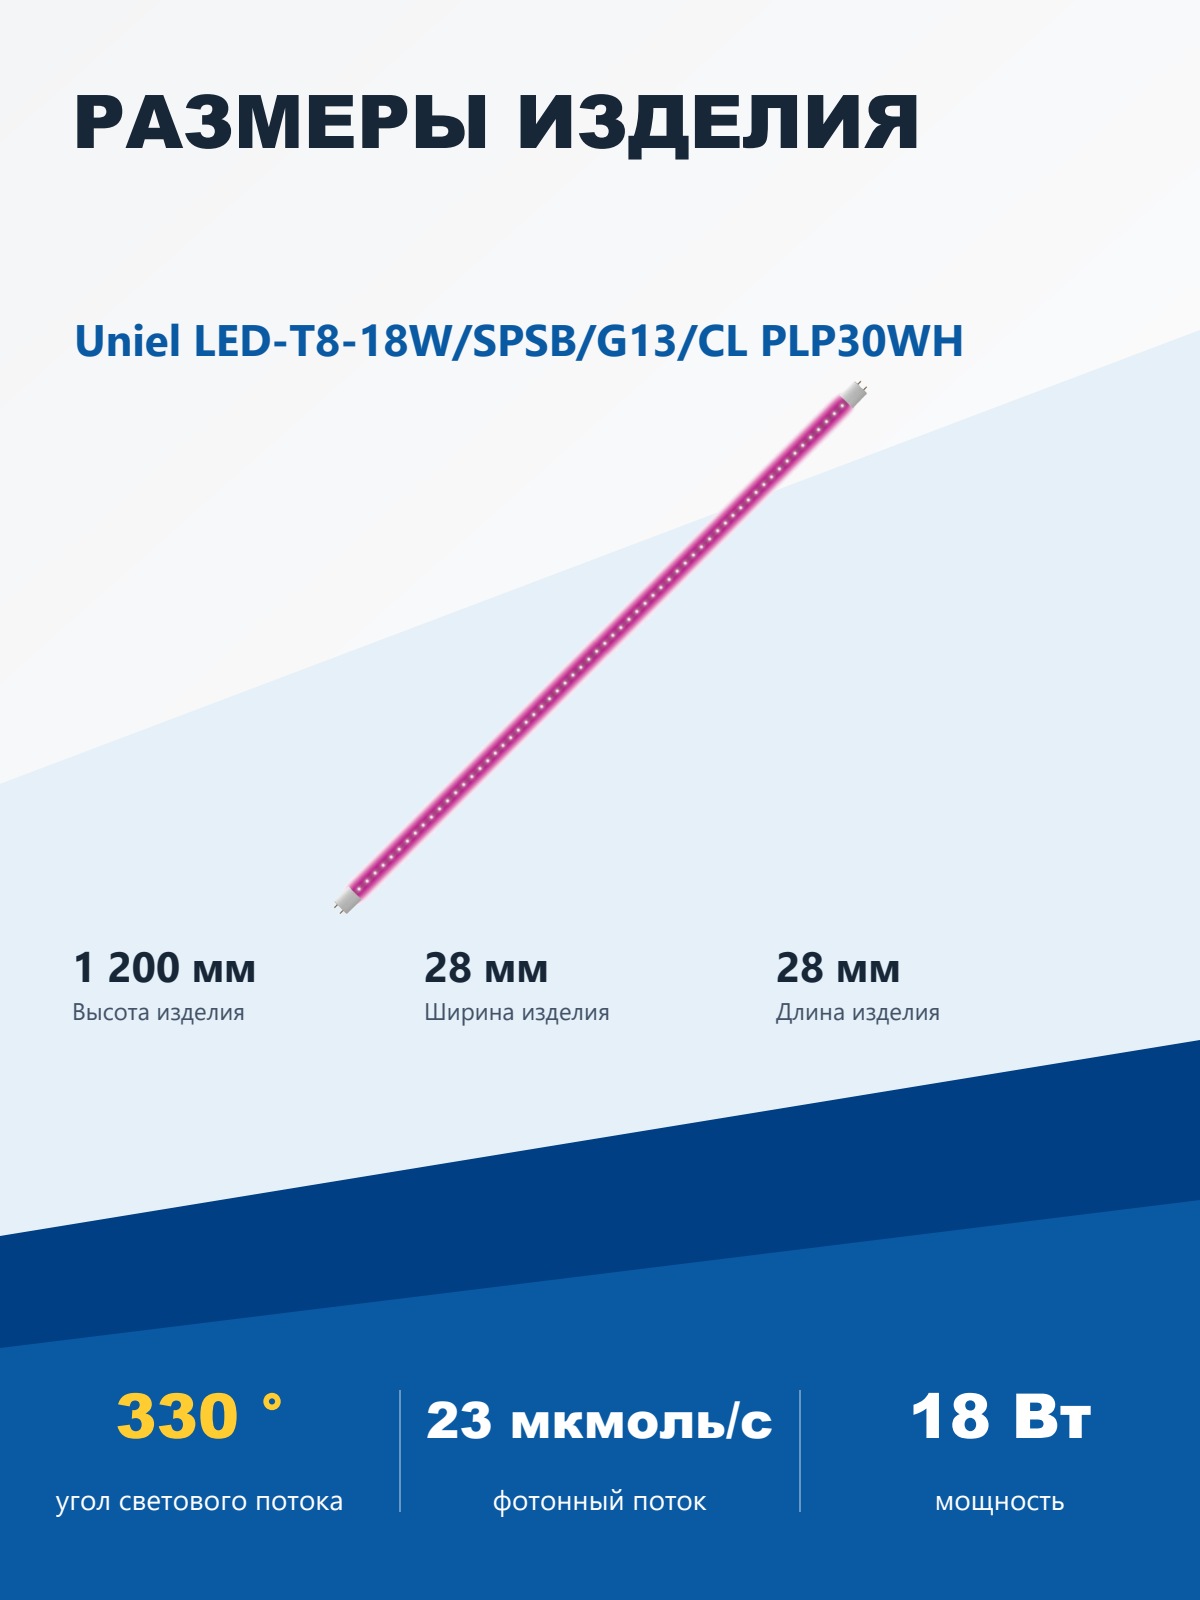 РАЗМЕРЫ ИЗДЕЛИЯ
Uniel LED-T8-18W/SPSB/G13/CL PLP30WH
1 200 мм
Высота изделия
28 мм
Ширина изделия
28 мм
Длина изделия
330 °
угол светового потока
23 мкмоль/с
фотонный поток
18 Вт
мощность